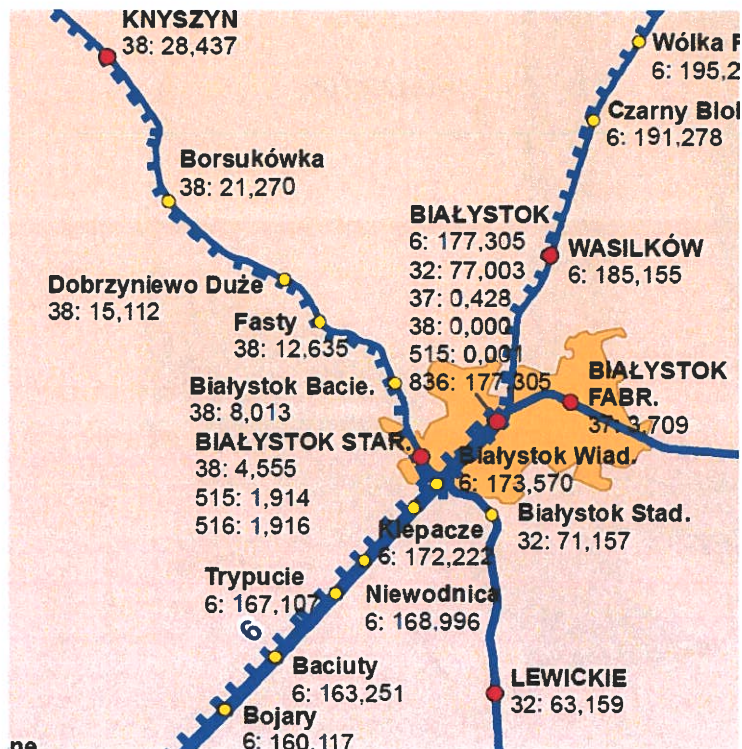 KNYSZYN
38: 28,437
Wólka
6: 195,2
Czarny
6: 191,278
Borsukówka
38: 21,270
BIAŁYSTOK
6: 177,305
32: 77,003
37: 0,428
38: 0,000
515: 0,001
836: 177,305
WASILKÓW
6: 185,155
Dobrzyniewo Duże
38: 15,112
Fasty
38: 12,635
Białystok Bacie.
38: 8,013
BIAŁYSTOK
FABR.
37: 3,709
BIAŁYSTOK STAR.
38: 4,555
515: 1,914
516: 1,916
Białystok Wiad.
6: 173,570
Białystok Stad.
32: 71,157
Klepacze
6: 172,222
Trypucie
6: 167,107
Niewodnica
6: 168,996
6
Baciuty
6: 163,251
LEWICKIE
32: 63,159
Bojary
6: 160,117